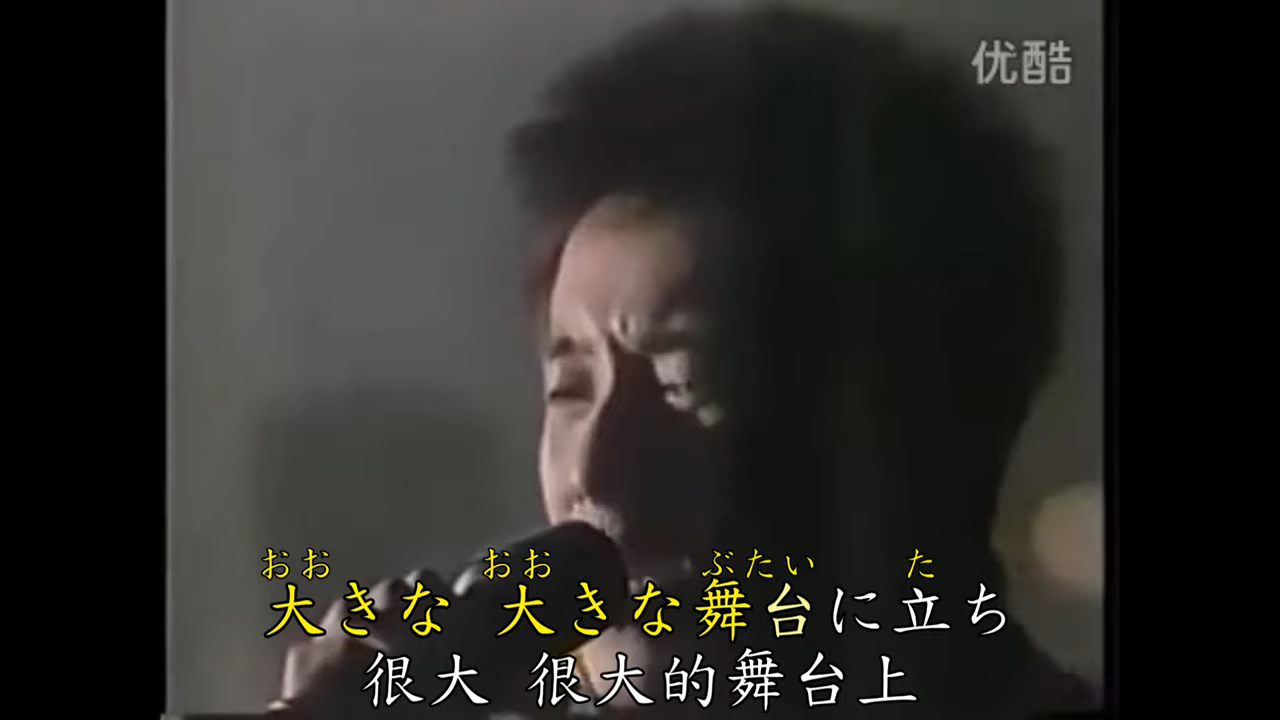 优酷
おお おお ぶたい た
大きな 大きな舞台に立ち
很大 很大的舞台上